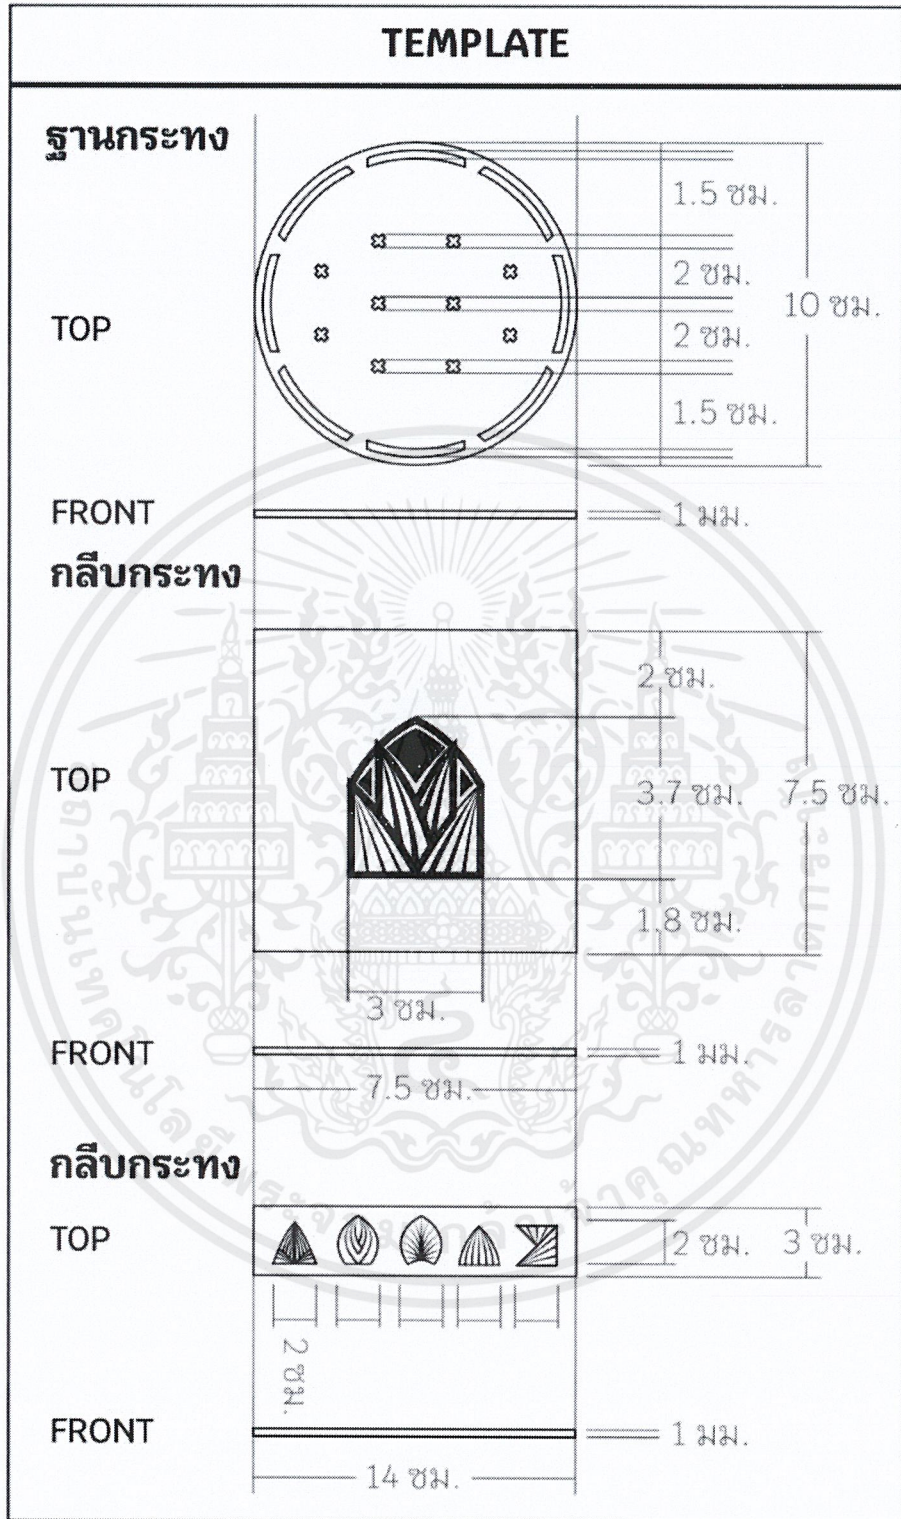 TEMPLATE
ฐานกระทง
1.5 ซม.
2 ซม.
10 ซม.
TOP
2 ซม.
1.5 ซม.
FRONT
1 มม.
กลีบกระทง
2 ซม.
TOP
3.7 ซม.
7.5 ซม.
1.8 ซม.
3 ซม.
FRONT
1 มม.
7.5 ซม.
กลีบกระทง
TOP
2 ซม.
3 ซม.
2 ซม.
FRONT
1 มม.
14 ซม.